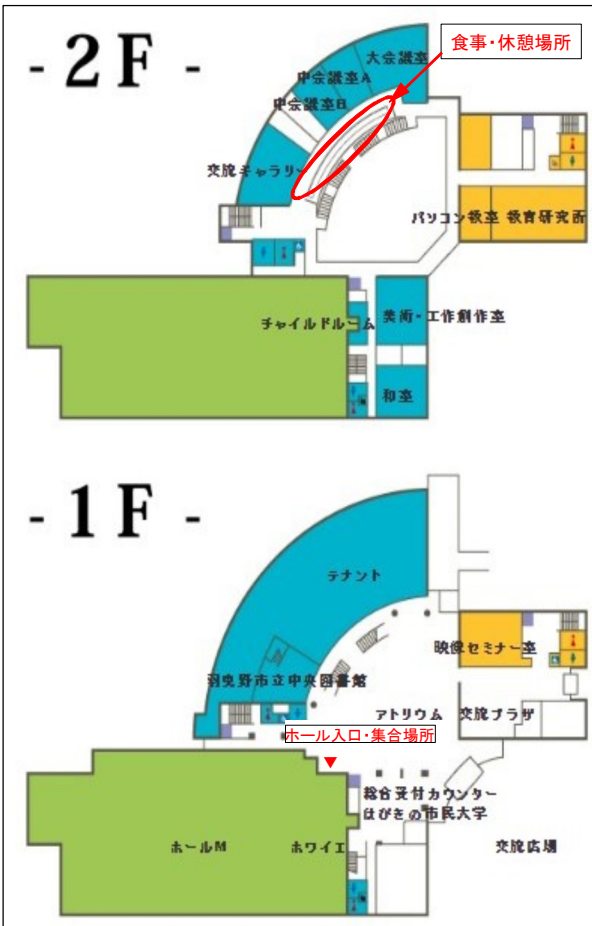 - 2F -
食事・休憩場所
大会議室
中会議室A
中会議室B
交流ギャラリー
パソコン教室 教育研究所
チャイルドルーム
美術・工作創作室
和室
- 1F -
テナント
映像セミナー室
羽曳野市立中央図書館
アトリウム 交流プラザ
ホール入口・集合場所
総合受付カウンター
はびきの市民大学
ホールM
ホワイエ
交流広場